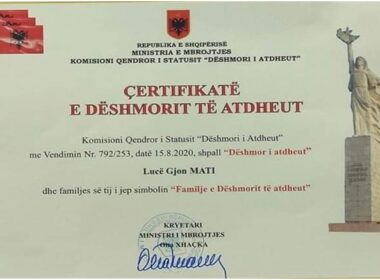 REPUBLIKA E SHQIPËRISË
MINISTRIA E MBROJTJES
KOMISIONI QENDROR I STATUSIT "DËSHMORI I ATDHEUT"
ÇERTIFIKATË
E DËSHMORIT TË ATDHEUT
Komisioni Qendror i Statusit "Dëshmori i Atdheut"
me Vendimin Nr. 792/253, datë 15.8.2020, shpall "Dëshmor i atdheut"
Lucë Gjon MATI
dhe familjes së tij i jep simbolin "Familje e Dëshmorit të atdheut"
KRYETARI
MINISTRI I MBROJTJES
XHAÇKA